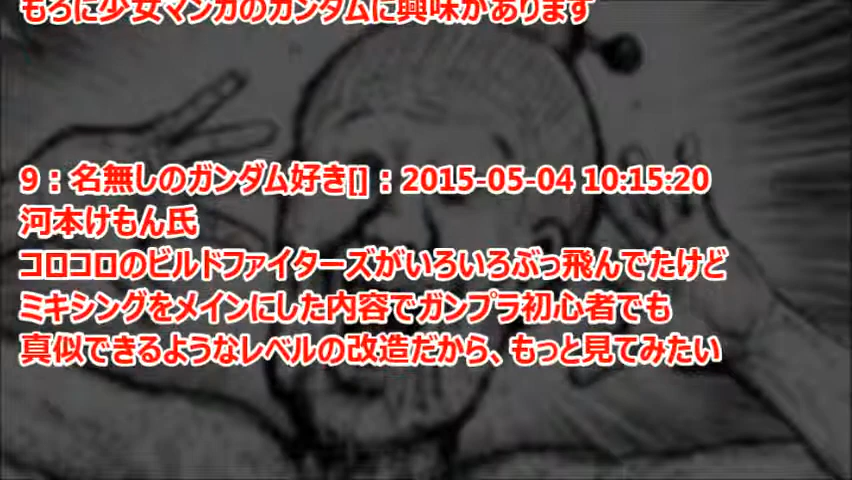 もろに少女マンガのガンダムに興味があります
9：名無しのガンダム好き[]：2015-05-04 10:15:20
河本けもん氏
コロコロのビルドファイターズがいろいろぶっ飛んでたけど
ミキシングをメインにした内容でガンプラ初心者でも
真似できるようなレベルの改造だから、もっと見てみたい